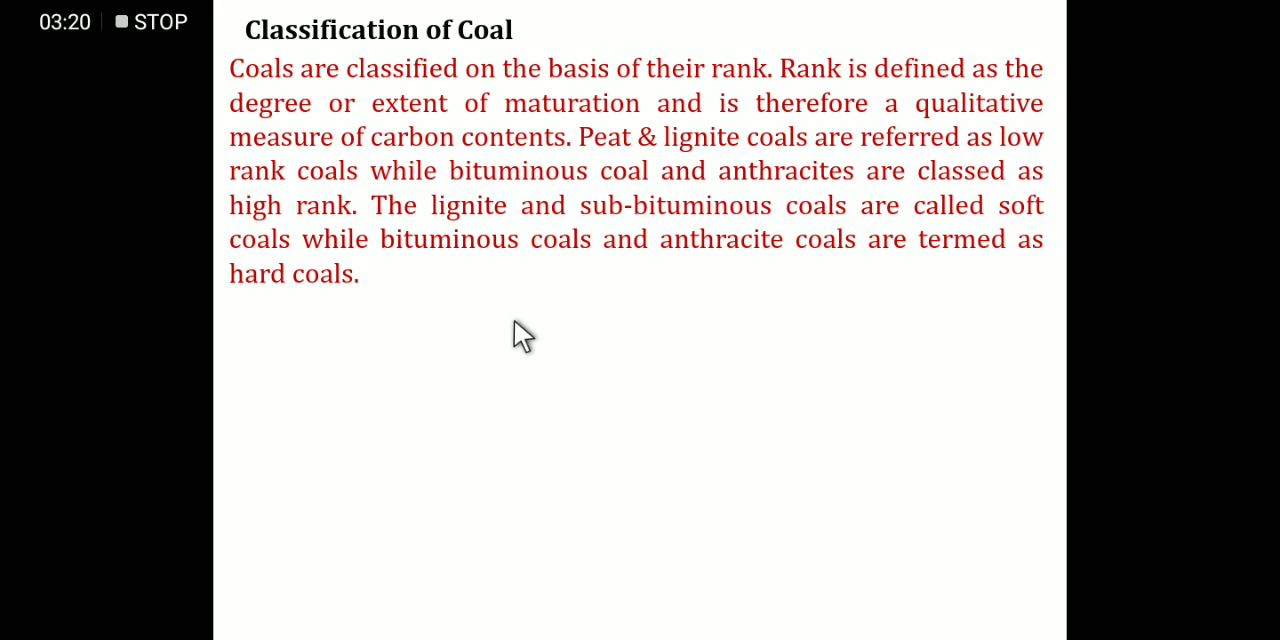 03:20 STOP
Classification of Coal
Coals are classified on the basis of their rank. Rank is defined as the
degree or extent of maturation and is therefore a qualitative
measure of carbon contents. Peat & lignite coals are referred as low
rank coals while bituminous coal and anthracites are classed as
high rank. The lignite and sub-bituminous coals are called soft
coals while bituminous coals and anthracite coals are termed as
hard coals.